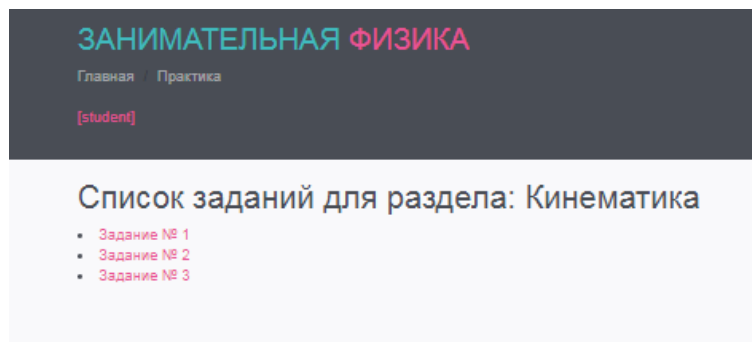 ЗАНИМАТЕЛЬНАЯ ФИЗИКА
Главная / Практика
[student]
Список заданий для раздела: Кинематика
Задание № 1
Задание № 2
Задание № 3